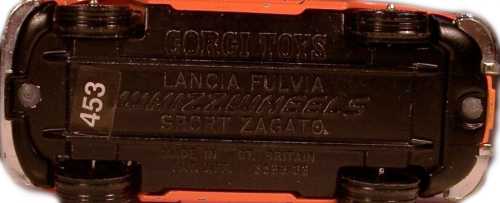 CORGI TOYS
LANCIA FULVIA
WHIZZWHEELS
SPORT ZAGATO
453
MADE IN GT. BRITAIN